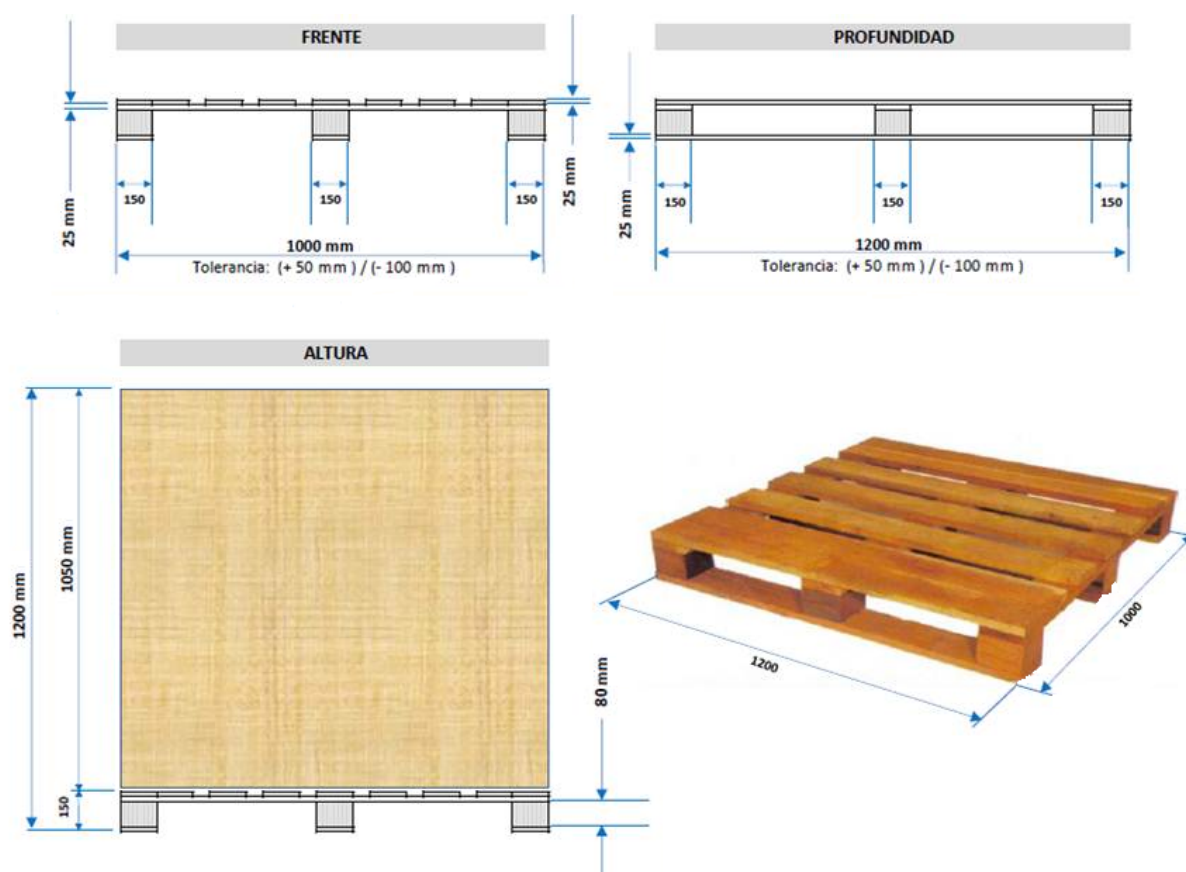 FRENTE
25 mm
150
150
150
25 mm
1000 mm
Tolerancia: (+ 50 mm ) / (- 100 mm )
PROFUNDIDAD
25 mm
150
150
150
1200 mm
Tolerancia: (+ 50 mm ) / (- 100 mm )
ALTURA
1200 mm
1050 mm
150
80 mm
1200
1000